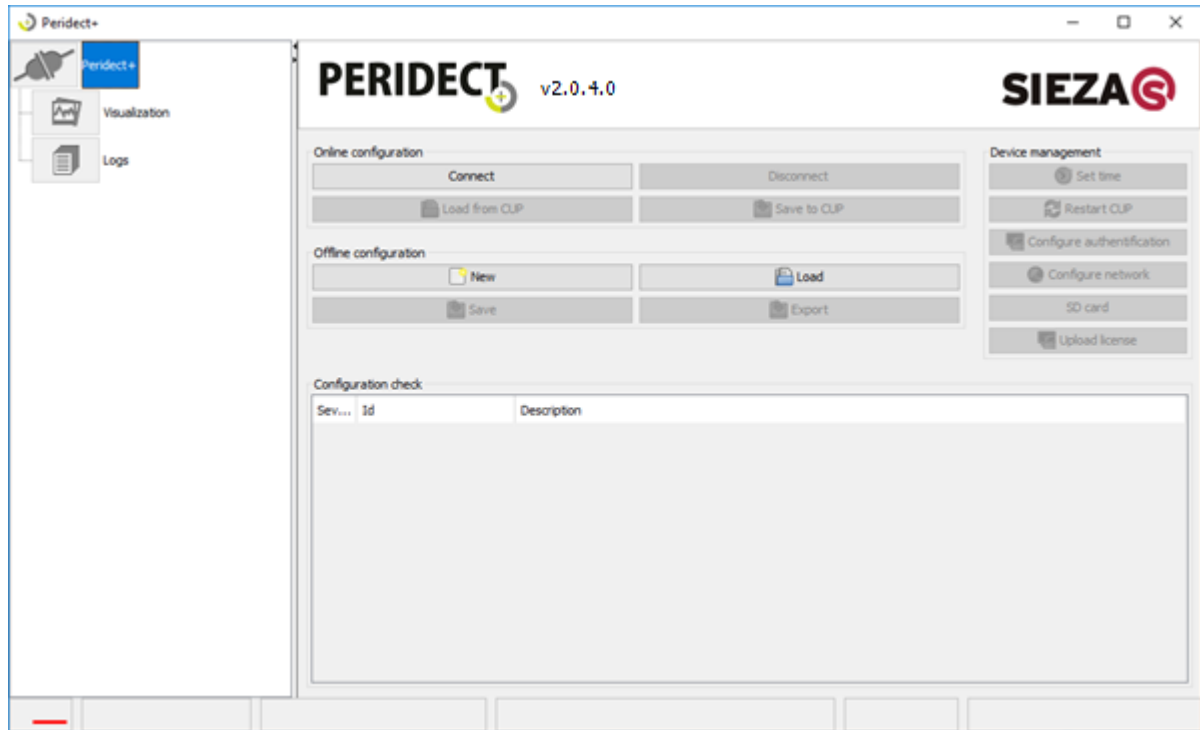 Peridect+
Peridect+
Visualization
Logs
PERIDECT v2.0.4.0
SIEZA
Online configuration
Connect
Disconnect
Load from CUP
Save to CUP
Offline configuration
New
Load
Save
Export
Device management
Set time
Restart CUP
Configure authentification
Configure network
SD card
Upload license
Configuration check
Sev... Id Description